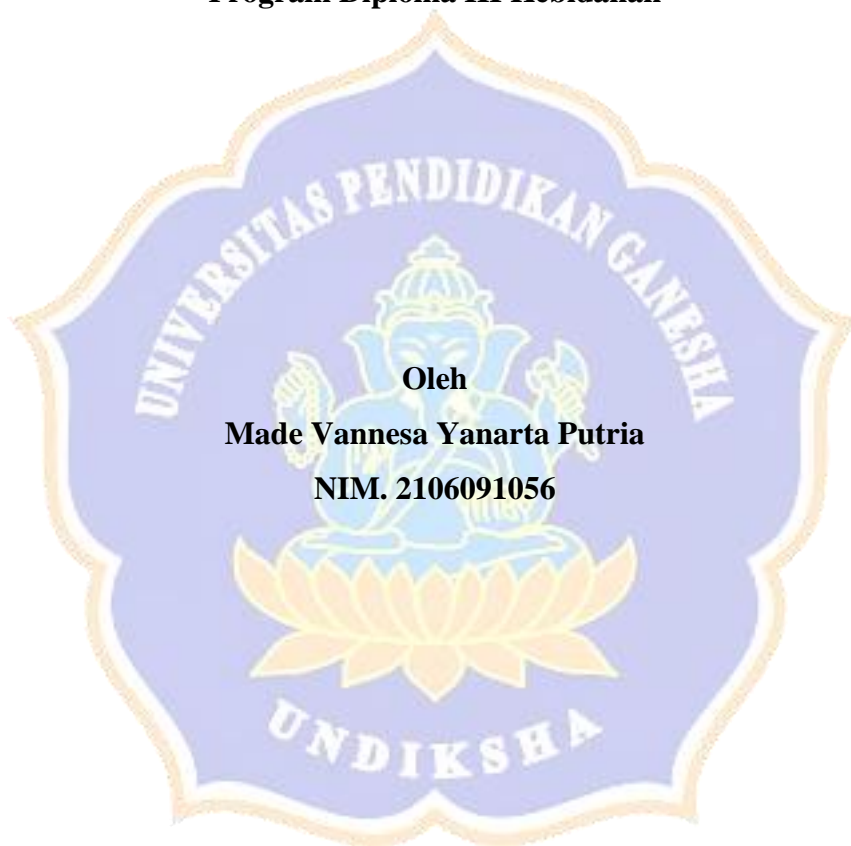 Program Diploma III Kebidanan
UNIVERSITAS PENDIDIKAN GANESHA
Oleh
Made Vannesa Yanarta Putria
NIM. 2106091056
UNDIKSHA